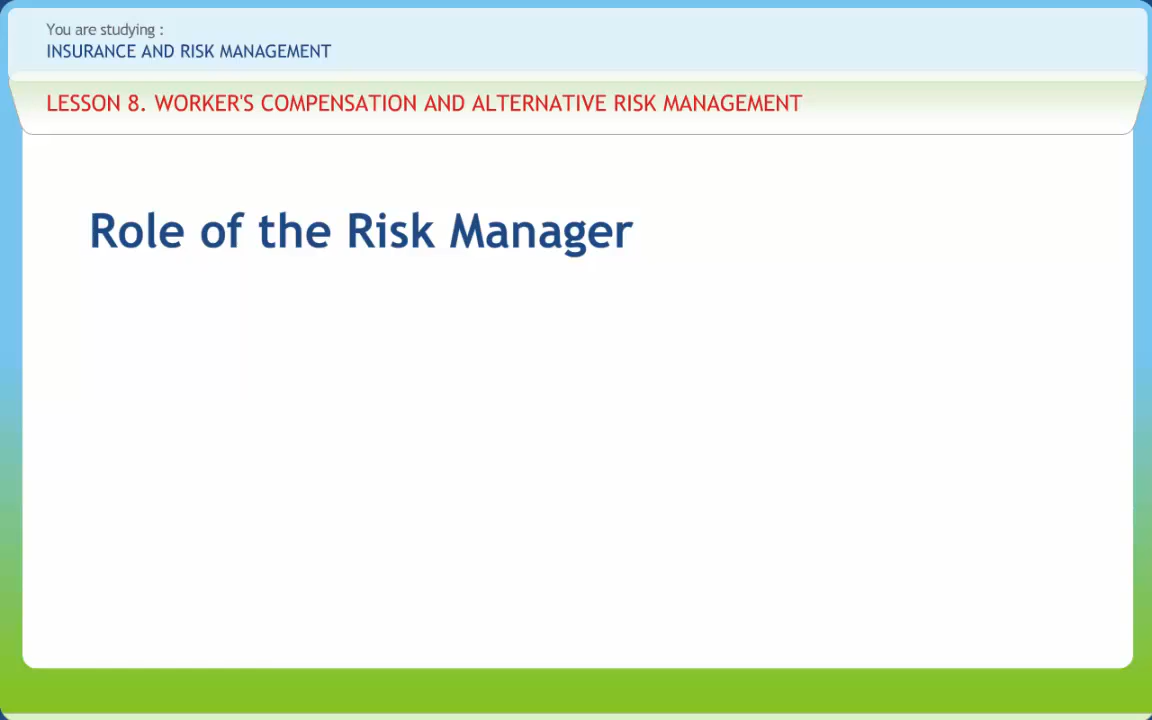 You are studying :
INSURANCE AND RISK MANAGEMENT
LESSON 8. WORKER'S COMPENSATION AND ALTERNATIVE RISK MANAGEMENT
Role of the Risk Manager